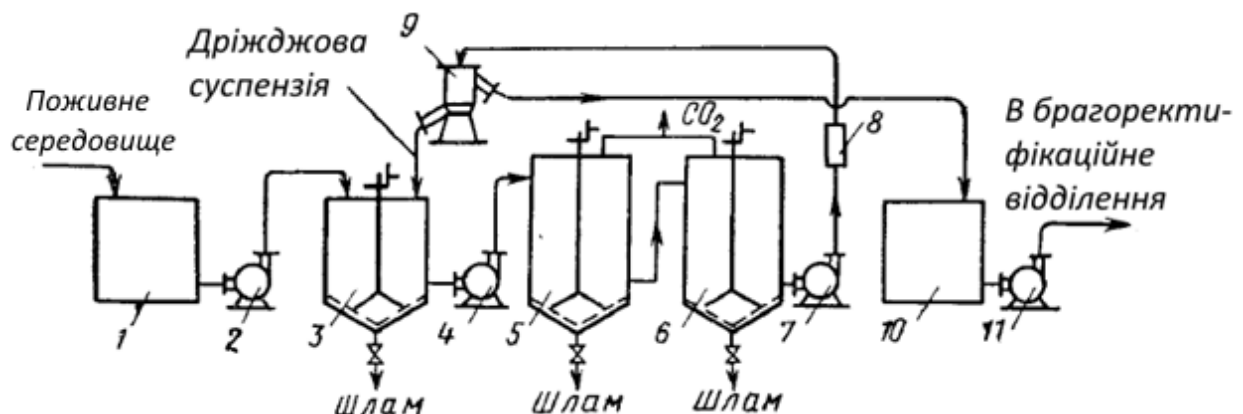 Дріжджова
суспензія
9
Поживне
середовище
CO₂
8
В брагоректи-
фікаційне
відділення
1
2
3
4
5
6
7
10
11
шлам
шлам
шлам